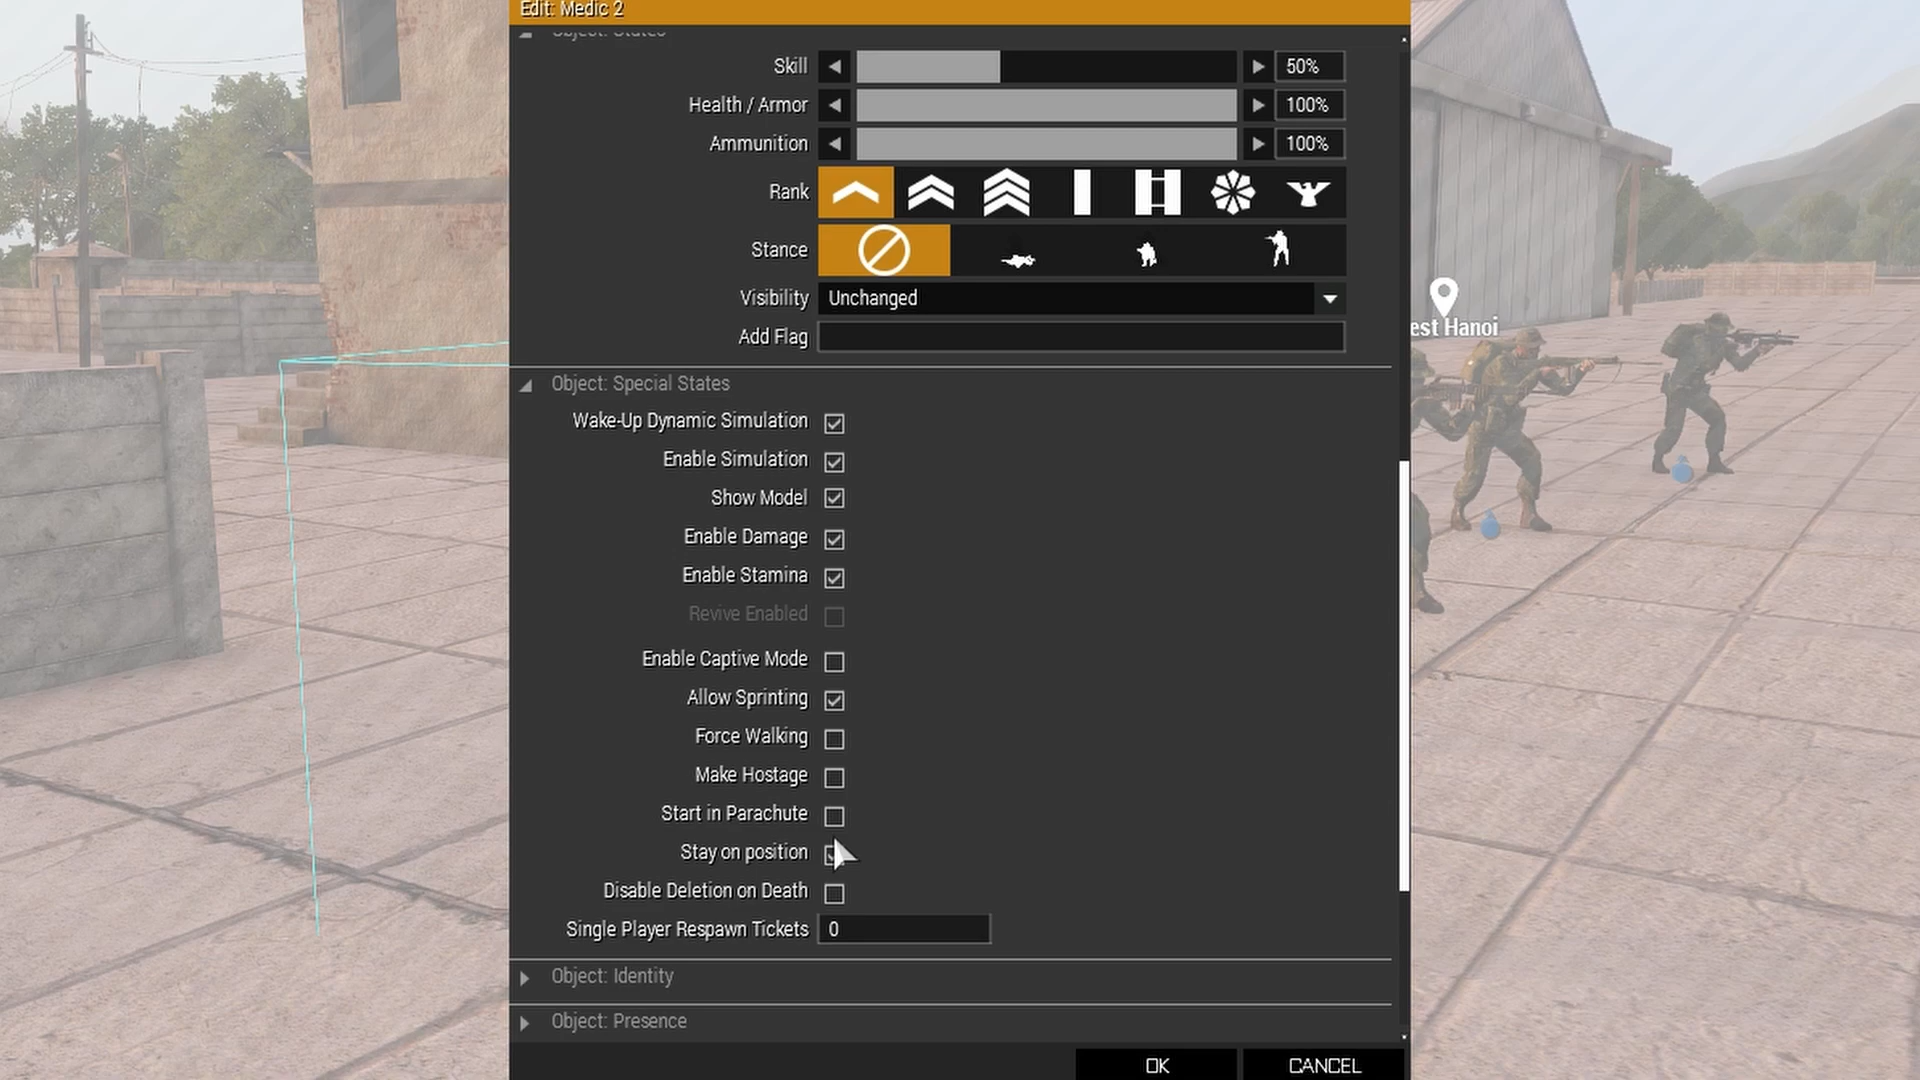 Edit: Medic 2
Object: States
Skill 50%
Health / Armor 100%
Ammunition 100%
Rank
Stance
Visibility Unchanged
Add Flag
est Hanoi
Object: Special States
Wake-Up Dynamic Simulation
Enable Simulation
Show Model
Enable Damage
Enable Stamina
Revive Enabled
Enable Captive Mode
Allow Sprinting
Force Walking
Make Hostage
Start in Parachute
Stay on position
Disable Deletion on Death
Single Player Respawn Tickets 0
Object: Identity
Object: Presence
OK CANCEL